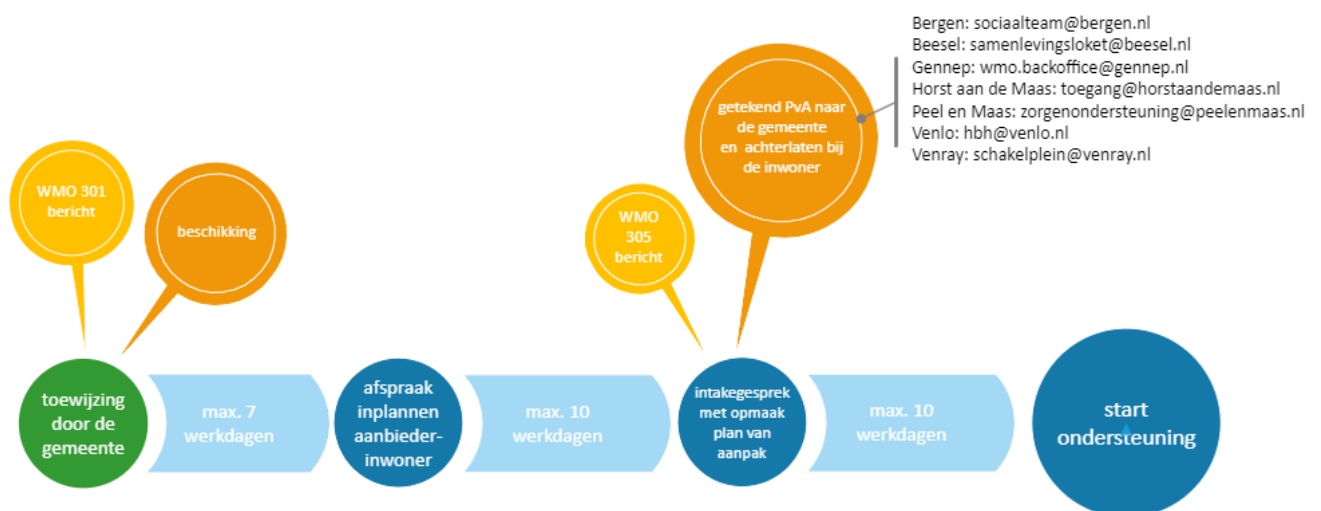 Bergen: sociaalteam@bergen.nl
Beesel: samenlevingsloket@beesel.nl
Gennep: wmo.backoffice@gennep.nl
Horst aan de Maas: toegang@horstaandemaas.nl
Peel en Maas: zorgenondersteuning@peelenmaas.nl
Venlo: hbh@venlo.nl
Venray: schakelplein@venray.nl
getekend PvA naar
de gemeente
en achterlaten bij
de inwoner
WMO 301
bericht
beschikking
WMO
305
bericht
toewijzing
door de
gemeente
max. 7
werkdagen
afspraak
inplannen
aanbieder-
inwoner
max. 10
werkdagen
intakegesprek
met opmaak
plan van
aanpak
max. 10
werkdagen
start
ondersteuning